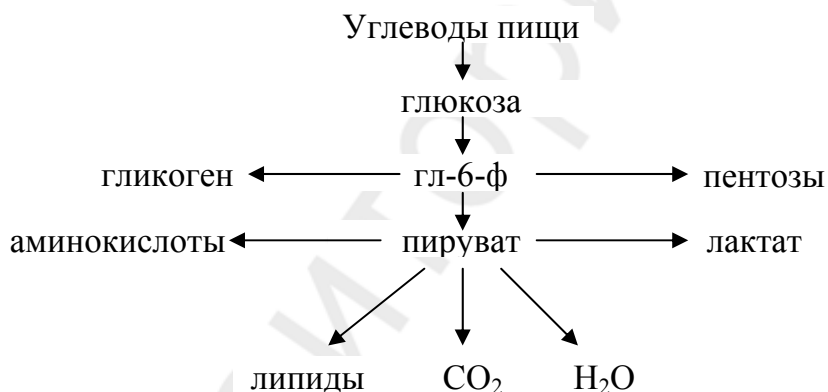 Углеводы пищи
глюкоза
гликоген гл-6-ф пентозы
аминокислоты пируват лактат
липиды CO₂ H₂O